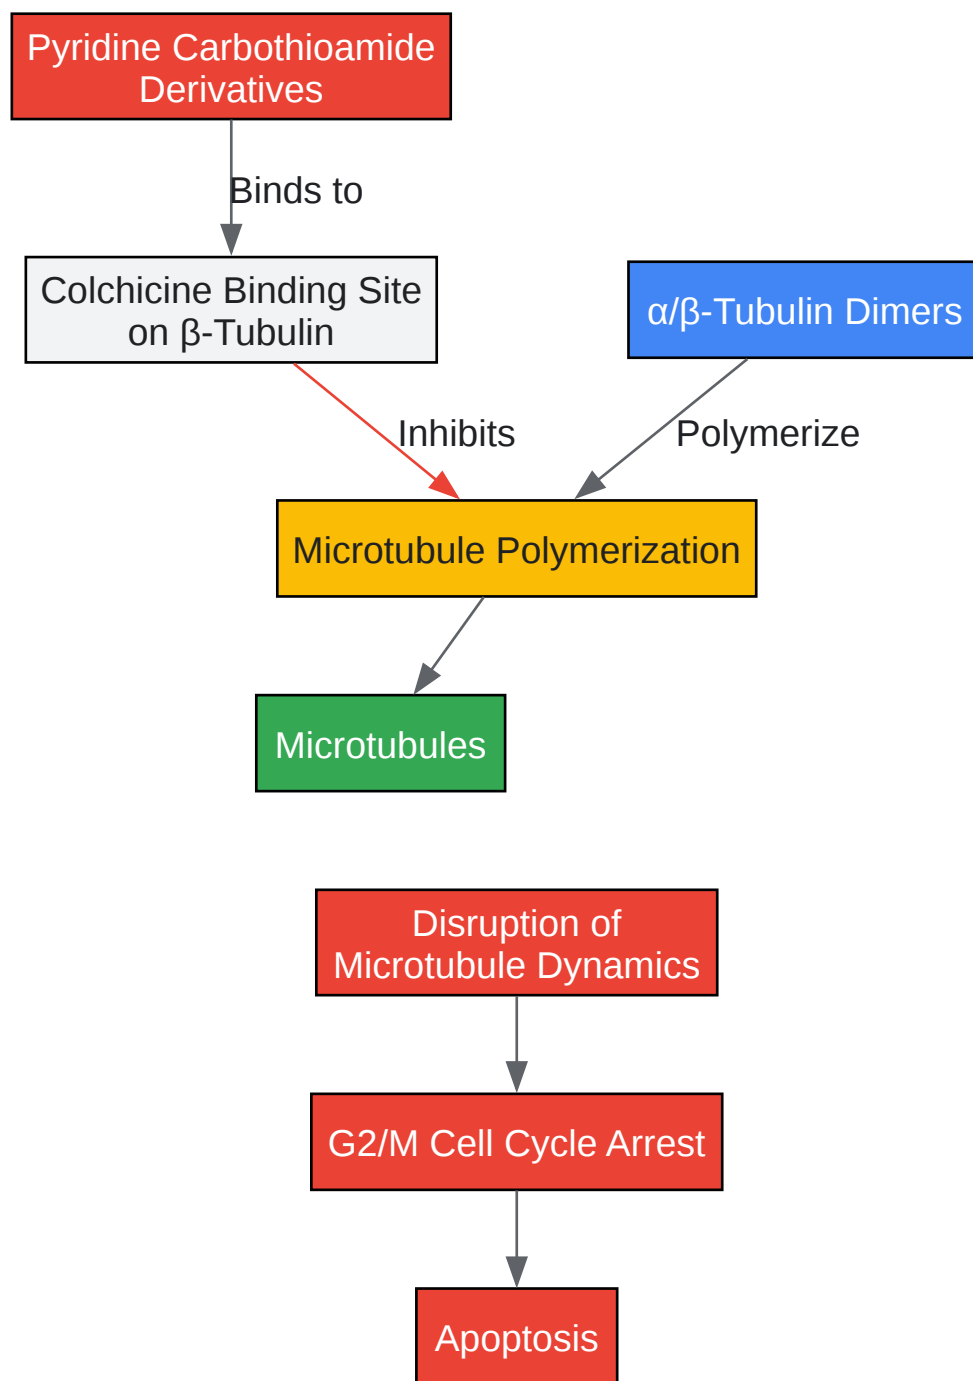 Pyridine Carbothioamide
Derivatives
Binds to
Colchicine Binding Site
on β-Tubulin
α/β-Tubulin Dimers
Inhibits
Polymerize
Microtubule Polymerization
Microtubules
Disruption of
Microtubule Dynamics
G2/M Cell Cycle Arrest
Apoptosis